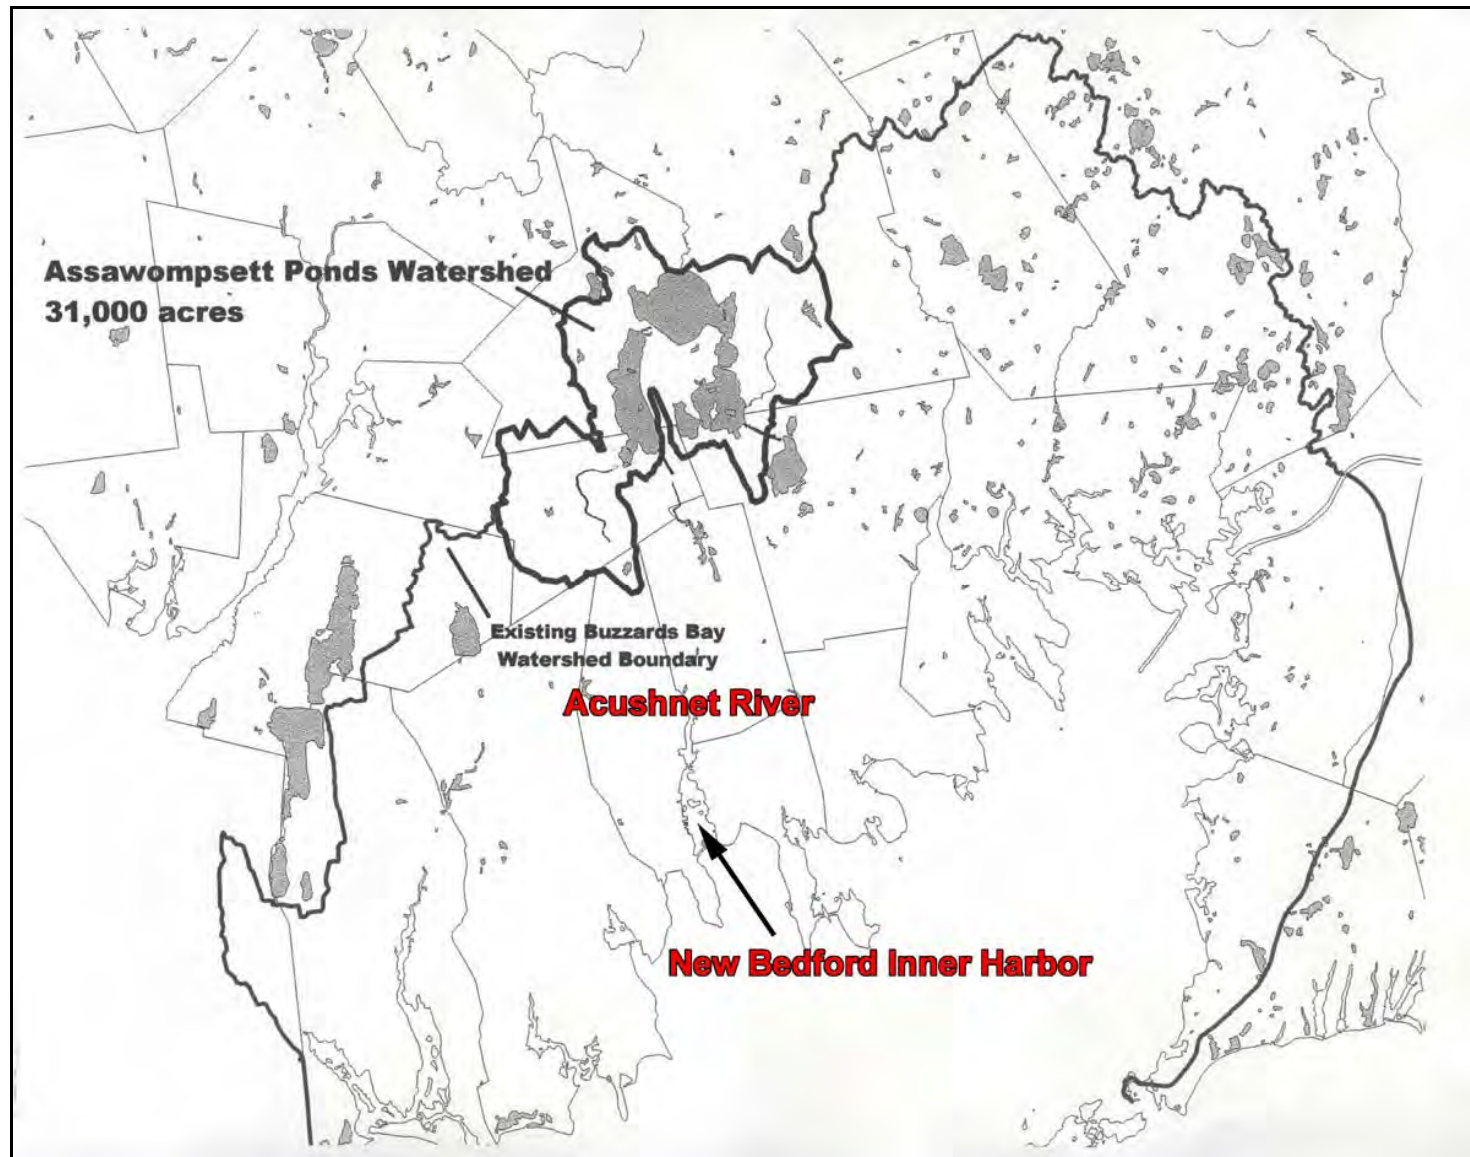 Assawompsett Ponds Watershed
31,000 acres
Existing Buzzards Bay
Watershed Boundary
Acushnet River
New Bedford Inner Harbor